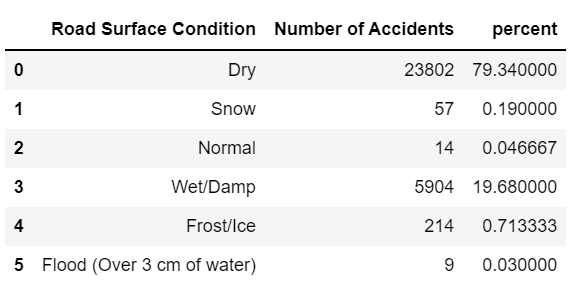 Road Surface Condition Number of Accidents percent
0 Dry 23802 79.340000
1 Snow 57 0.190000
2 Normal 14 0.046667
3 Wet/Damp 5904 19.680000
4 Frost/Ice 214 0.713333
5 Flood (Over 3 cm of water) 9 0.030000